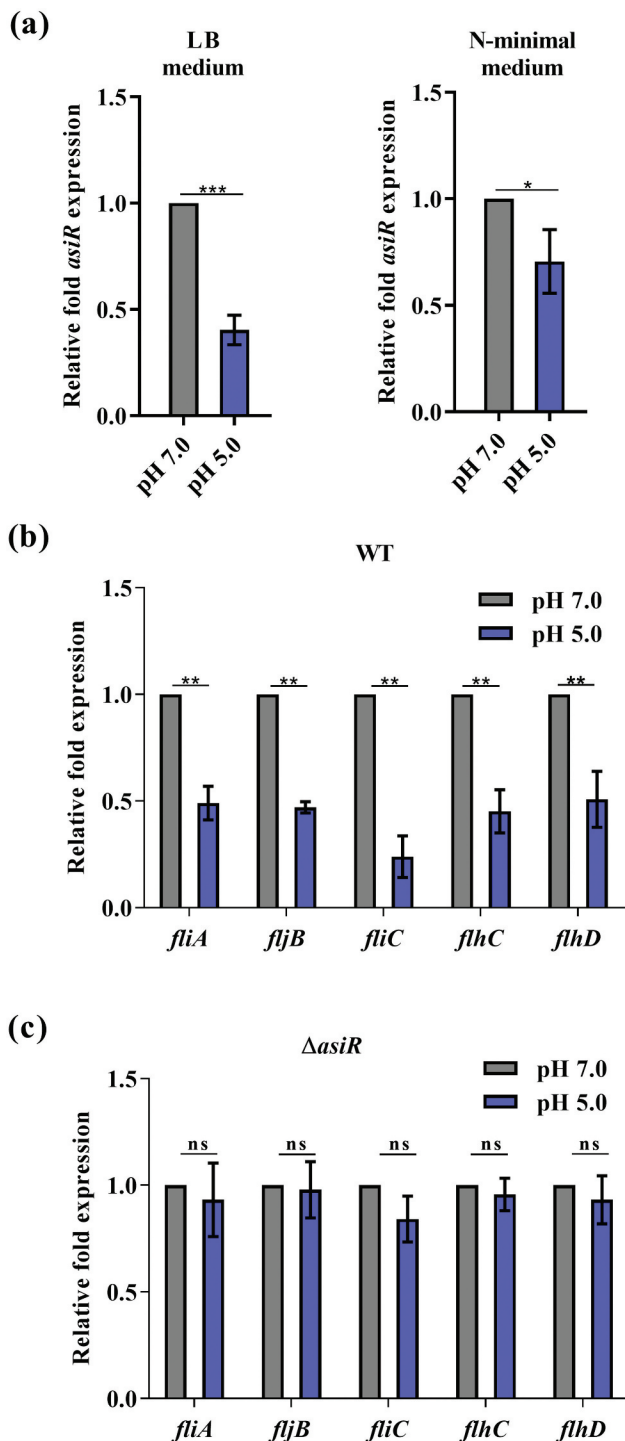 (a)
LB
medium
Relative fold asiR expression
1.5
1.0
0.5
0.0
***
pH 7.0
pH 5.0
N-minimal
medium
Relative fold asiR expression
1.5
1.0
0.5
0.0
*
pH 7.0
pH 5.0
(b)
WT
pH 7.0
pH 5.0
Relative fold expression
1.5
1.0
0.5
0.0
** ** ** ** **
fliA fljB fliC flhC flhD
(c)
ΔasiR
pH 7.0
pH 5.0
Relative fold expression
1.5
1.0
0.5
0.0
ns ns ns ns ns
fliA fljB fliC flhC flhD